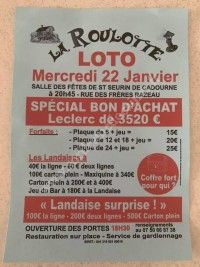 LA ROULOTTE
LOTO
Mercredi 22 Janvier
SALLE DES FÊTES DE ST SEURIN DE CADOURNE
à 20h45 - RUE DES FRÈRES RAZEAU
SPÉCIAL BON D'ACHAT
Leclerc de 3520 €
Forfaits : - Plaque de 6 + jeu = 15€
- Plaque de 12 et 18 + jeu = 20€
- Plaque de 24 + jeu = 25€
Les Landaises à
40€ la ligne - 60 € deux lignes
100€ carton plein - Maxiquine à 340€
Carton plein à 200€ et à 400€
Jeu du Bar à 180€ à la Landaise
Coffre fort
pour qui ?
« Landaise surprise ! »
100€ la ligne - 200€ deux lignes - 500€ Carton plein
OUVERTURE DES PORTES 18H30
renseignements
Restauration sur place - Service de gardiennage